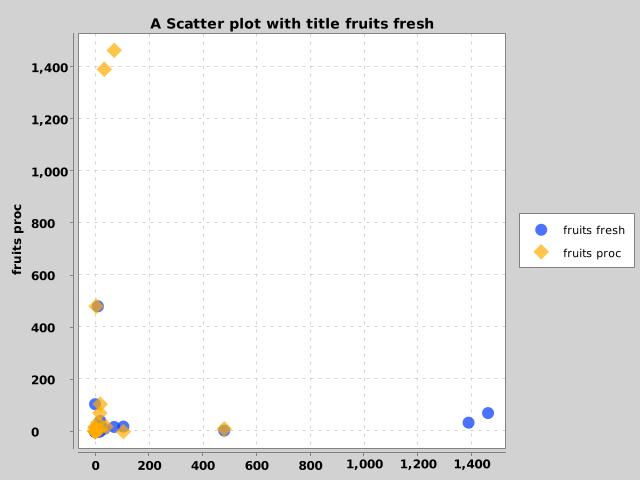 A Scatter plot with title fruits fresh
1,400
1,200
1,000
800
600
400
200
0
fruits proc
0 200 400 600 800 1,000 1,200 1,400
fruits fresh
fruits proc